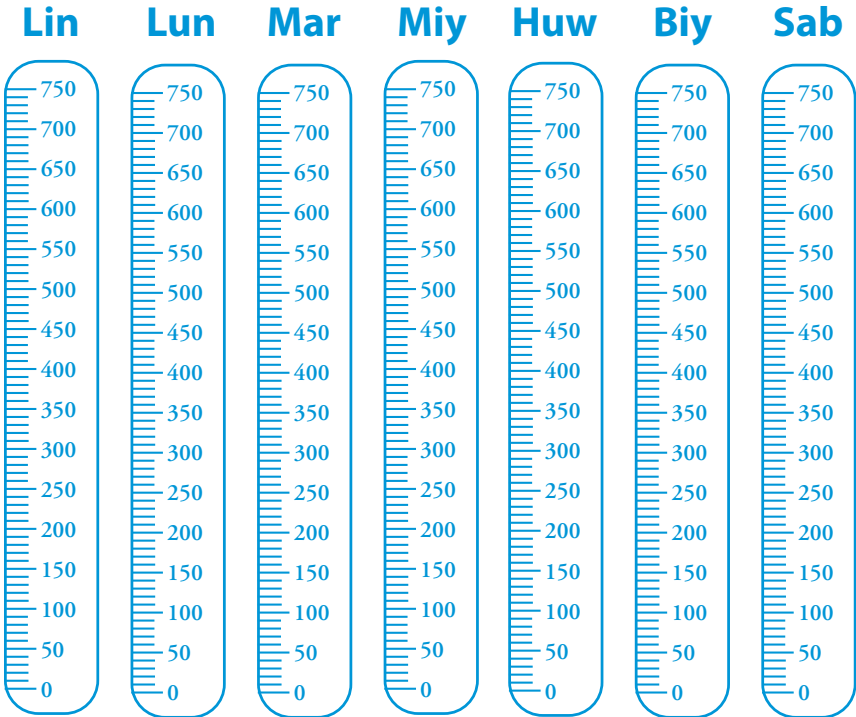 Lin Lun Mar Miy Huw Biy Sab
750 750 750 750 750 750 750
700 700 700 700 700 700 700
650 650 650 650 650 650 650
600 600 600 600 600 600 600
550 550 550 550 550 550 550
500 500 500 500 500 500 500
450 450 450 450 450 450 450
400 400 400 400 400 400 400
350 350 350 350 350 350 350
300 300 300 300 300 300 300
250 250 250 250 250 250 250
200 200 200 200 200 200 200
150 150 150 150 150 150 150
100 100 100 100 100 100 100
50 50 50 50 50 50 50
0 0 0 0 0 0 0